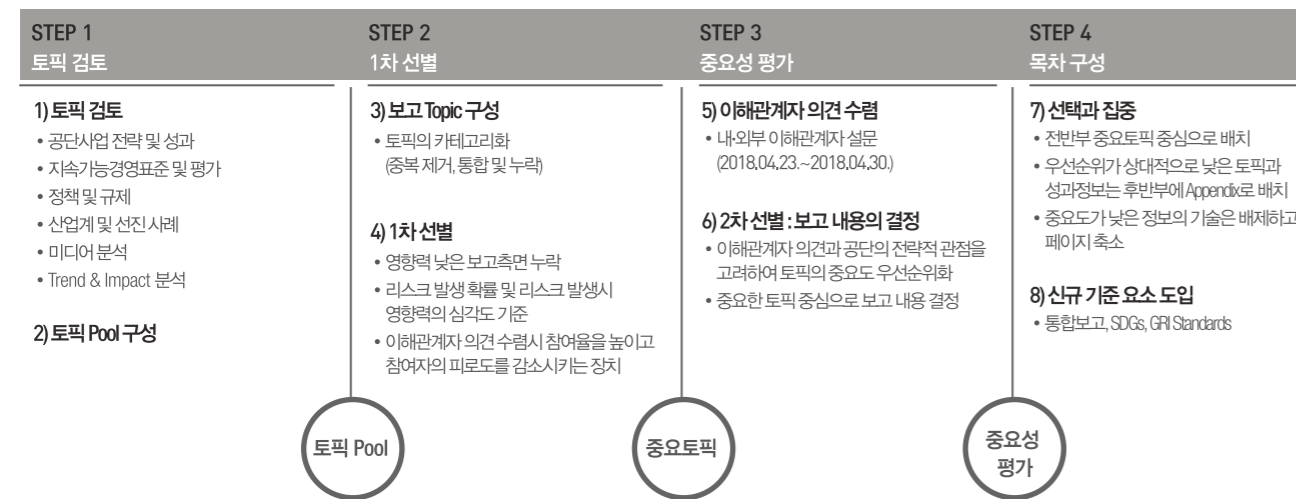 STEP 1
토픽 검토
1) 토픽 검토
• 공단사업 전략 및 성과
• 지속가능경영표준 및 평가
• 정책 및 규제
• 산업계 및 선진 사례
• 미디어 분석
• Trend & Impact 분석
2) 토픽 Pool 구성
토픽 Pool
STEP 2
1차 선별
3) 보고 Topic 구성
• 토픽의 카테고리화
(중복 제거, 통합 및 누락)
4) 1차 선별
• 영향력 낮은 보고측면 누락
• 리스크 발생 확률 및 리스크 발생시
영향력의 심각도 기준
• 이해관계자 의견 수렴시 참여율을 높이고
참여자의 피로도를 감소시키는 장치
중요토픽
STEP 3
중요성 평가
5) 이해관계자 의견 수렴
• 내·외부 이해관계자 설문
(2018.04.23.~2018.04.30.)
6) 2차 선별 : 보고 내용의 결정
• 이해관계자 의견과 공단의 전략적 관점을
고려하여 토픽의 중요도 우선순위화
• 중요한 토픽 중심으로 보고 내용 결정
중요성
평가
STEP 4
목차 구성
7) 선택과 집중
• 전반부 중요토픽 중심으로 배치
• 우선순위가 상대적으로 낮은 토픽과
성과정보는 후반부에 Appendix로 배치
• 중요도가 낮은 정보의 기술은 배제하고
페이지 축소
8) 신규 기준 요소 도입
• 통합보고, SDGs, GRI Standards